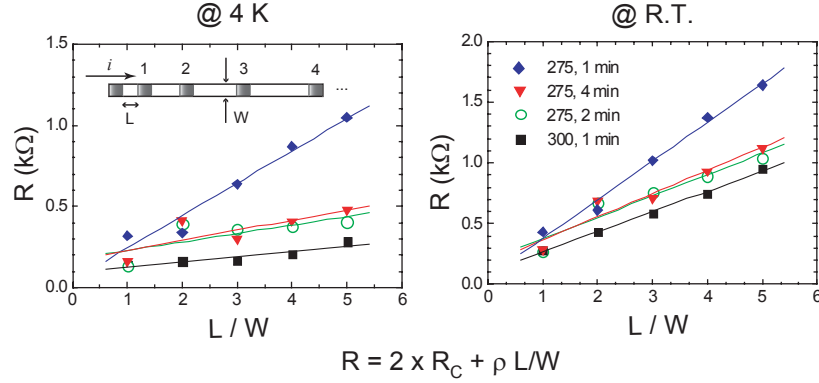 @ 4 K
@ R.T.
1.5
1.0
0.5
0.0
R (kΩ)
i
1 2 3 4 ...
L
W
0 1 2 3 4 5 6
L / W
2.0
1.5
1.0
0.5
0.0
R (kΩ)
275, 1 min
275, 4 min
275, 2 min
300, 1 min
0 1 2 3 4 5 6
L / W
R = 2 x R_C + ρ L/W